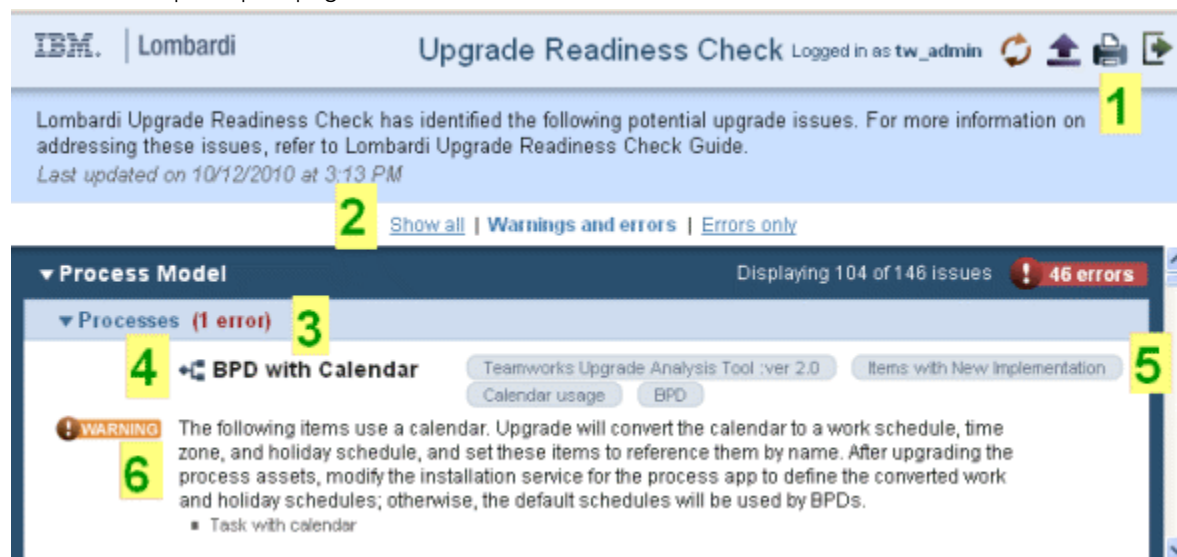 IBM. | Lombardi
Upgrade Readiness Check Logged in as tw_admin
1
Lombardi Upgrade Readiness Check has identified the following potential upgrade issues. For more information on
addressing these issues, refer to Lombardi Upgrade Readiness Check Guide.
Last updated on 10/12/2010 at 3:13 PM
2
Show all | Warnings and errors | Errors only
Process Model
Displaying 104 of 146 issues
! 46 errors
Processes (1 error)
3
4
BPD with Calendar
Teamworks Upgrade Analysis Tool :ver 2.0
Items with New Implementation
5
Calendar usage
BPD
! WARNING
6
The following items use a calendar. Upgrade will convert the calendar to a work schedule, time
zone, and holiday schedule, and set these items to reference them by name. After upgrading the
process assets, modify the installation service for the process app to define the converted work
and holiday schedules; otherwise, the default schedules will be used by BPDs.
Task with calendar